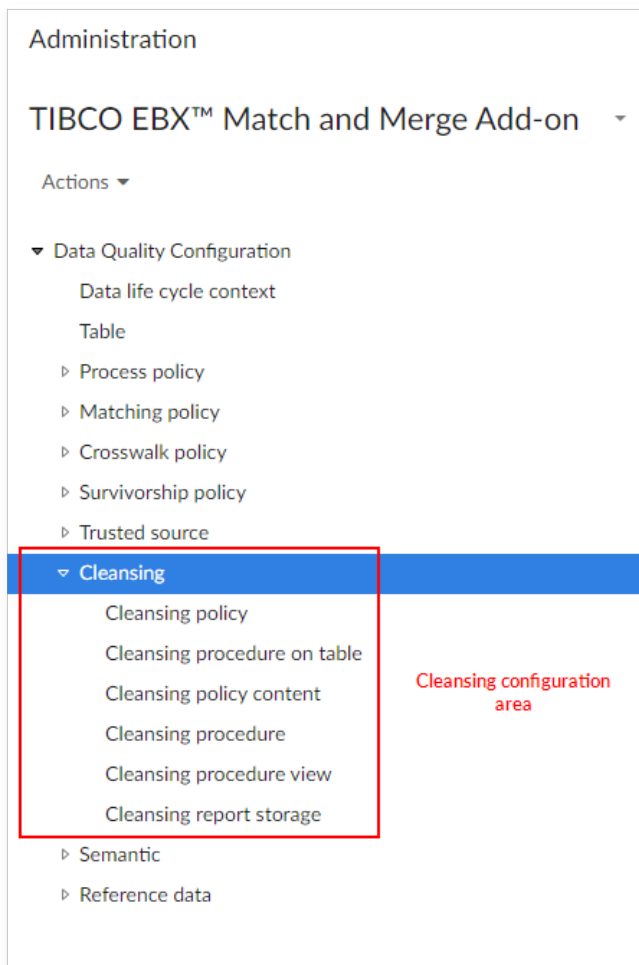 Administration
TIBCO EBX™ Match and Merge Add-on
Actions
Data Quality Configuration
Data life cycle context
Table
Process policy
Matching policy
Crosswalk policy
Survivorship policy
Trusted source
Cleansing
Cleansing policy
Cleansing procedure on table
Cleansing policy content
Cleansing procedure
Cleansing procedure view
Cleansing report storage
Cleansing configuration
area
Semantic
Reference data